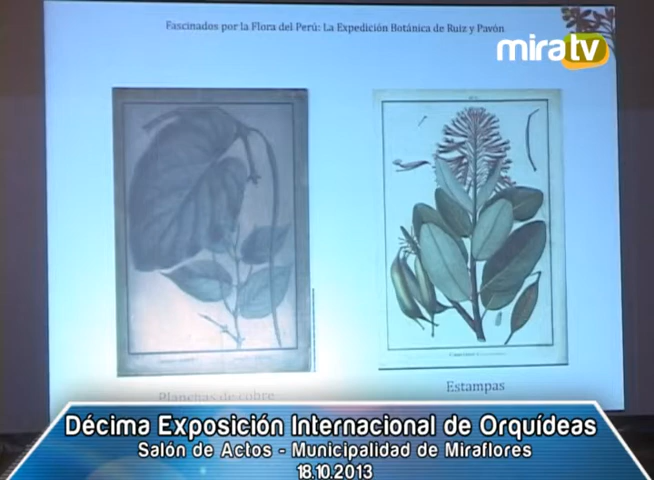 Fascinados por la Flora del Perú: La Expedición Botánica de Ruiz y Pavón
miratv
Planchas de cobre
Estampas
Décima Exposición Internacional de Orquídeas
Salón de Actos - Municipalidad de Miraflores
18.10.2013